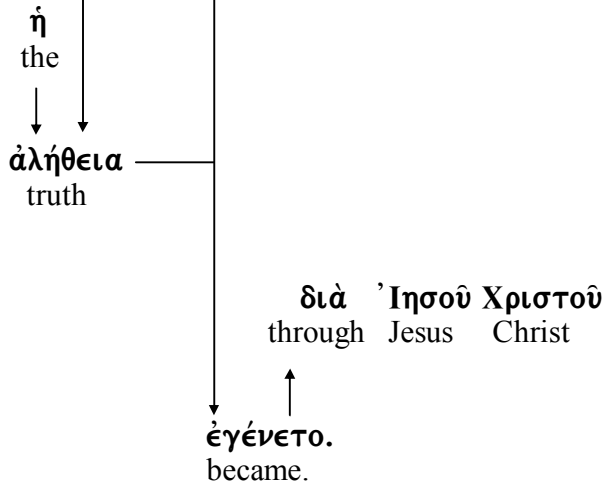 ἡ
the
ἀλήθεια
truth
διὰ Ἰησοῦ Χριστοῦ
through Jesus Christ
ἐγένετο.
became.